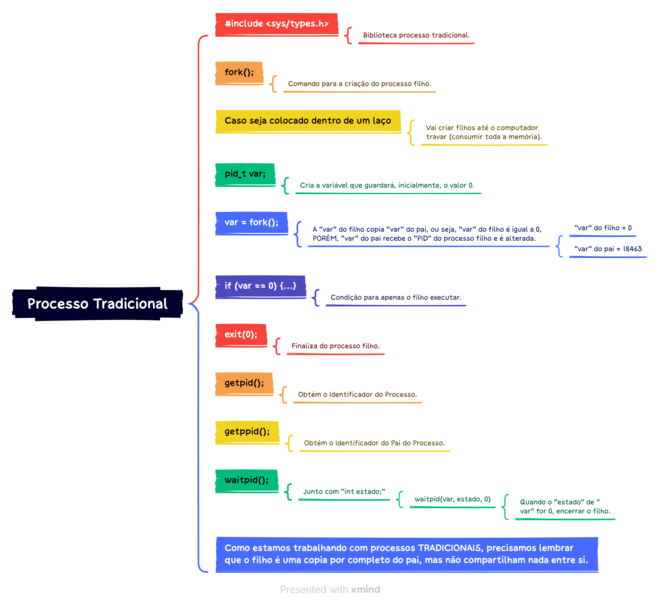 Processo Tradicional
#include <sys/types.h>
Biblioteca processo tradicional.
fork();
Comando para a criação do processo filho.
Caso seja colocado dentro de um laço
Vai criar filhos até o computador
travar (consumir toda a memória).
pid_t var;
Cria a variável que guardará, inicialmente, o valor 0.
var = fork();
A "var" do filho copia "var" do pai, ou seja, "var" do filho é igual a 0,
PORÉM, "var" do pai recebe o "PID" do processo filho e é alterada.
"var" do filho = 0
"var" do pai = 18463
if (var == 0) {...}
Condição para apenas o filho executar.
exit(0);
Finaliza do processo filho.
getpid();
Obtém o Identificador do Processo.
getppid();
Obtém o Identificador do Pai do Processo.
waitpid();
Junto com "int estado;"
waitpid(var, estado, 0)
Quando o "estado" de "
var" for 0, encerrar o filho.
Como estamos trabalhando com processos TRADICIONAIS, precisamos lembrar
que o filho é uma copia por completo do pai, mas não compartilham nada entre si.
Presented with xmind